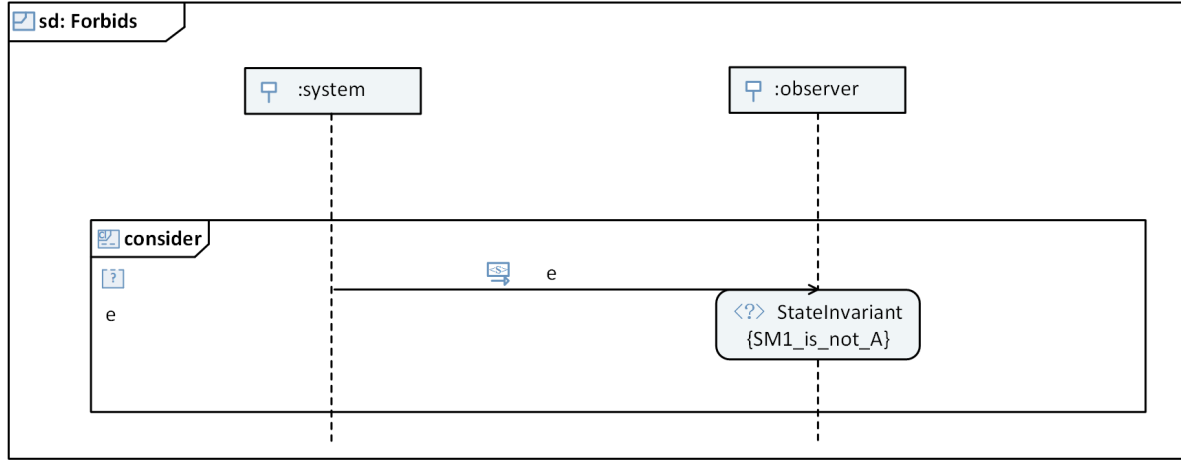 sd: Forbids
:system
:observer
consider
[?]
<S> e
e
<?> StateInvariant
{SM1_is_not_A}